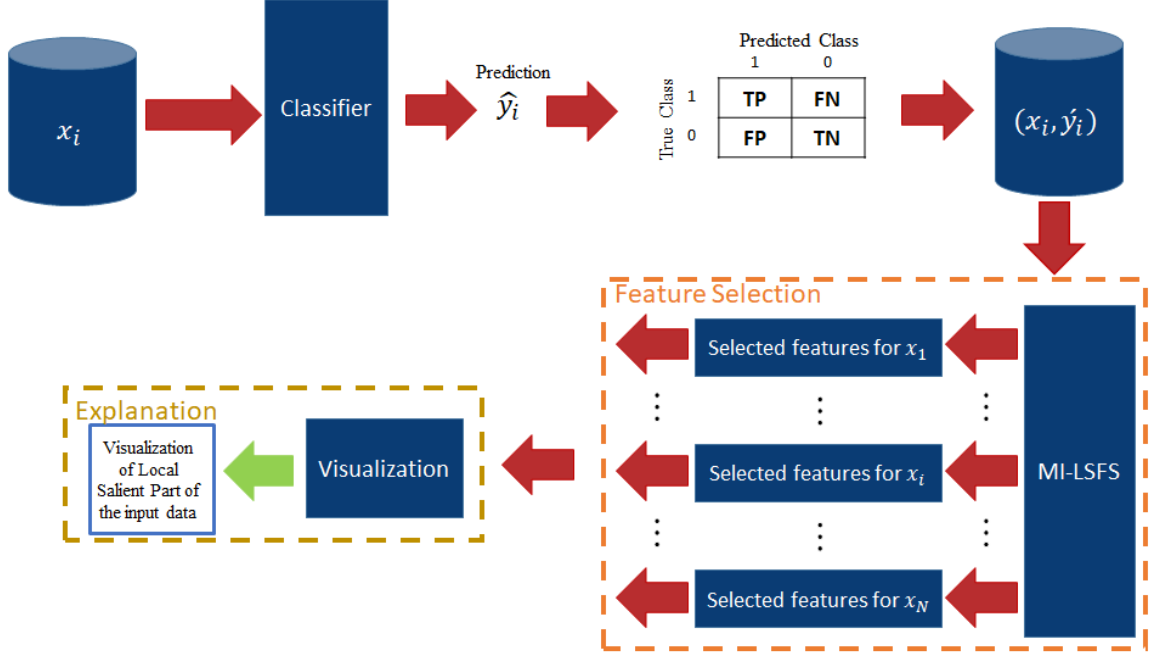 x_i
Classifier
Prediction
ŷ_i
Predicted Class
1 0
True Class
1 TP FN
0 FP TN
(x_i, ý_i)
Feature Selection
Selected features for x_1
Selected features for x_i
Selected features for x_N
MI-LSFS
Explanation
Visualization
of Local
Salient Part of
the input data
Visualization